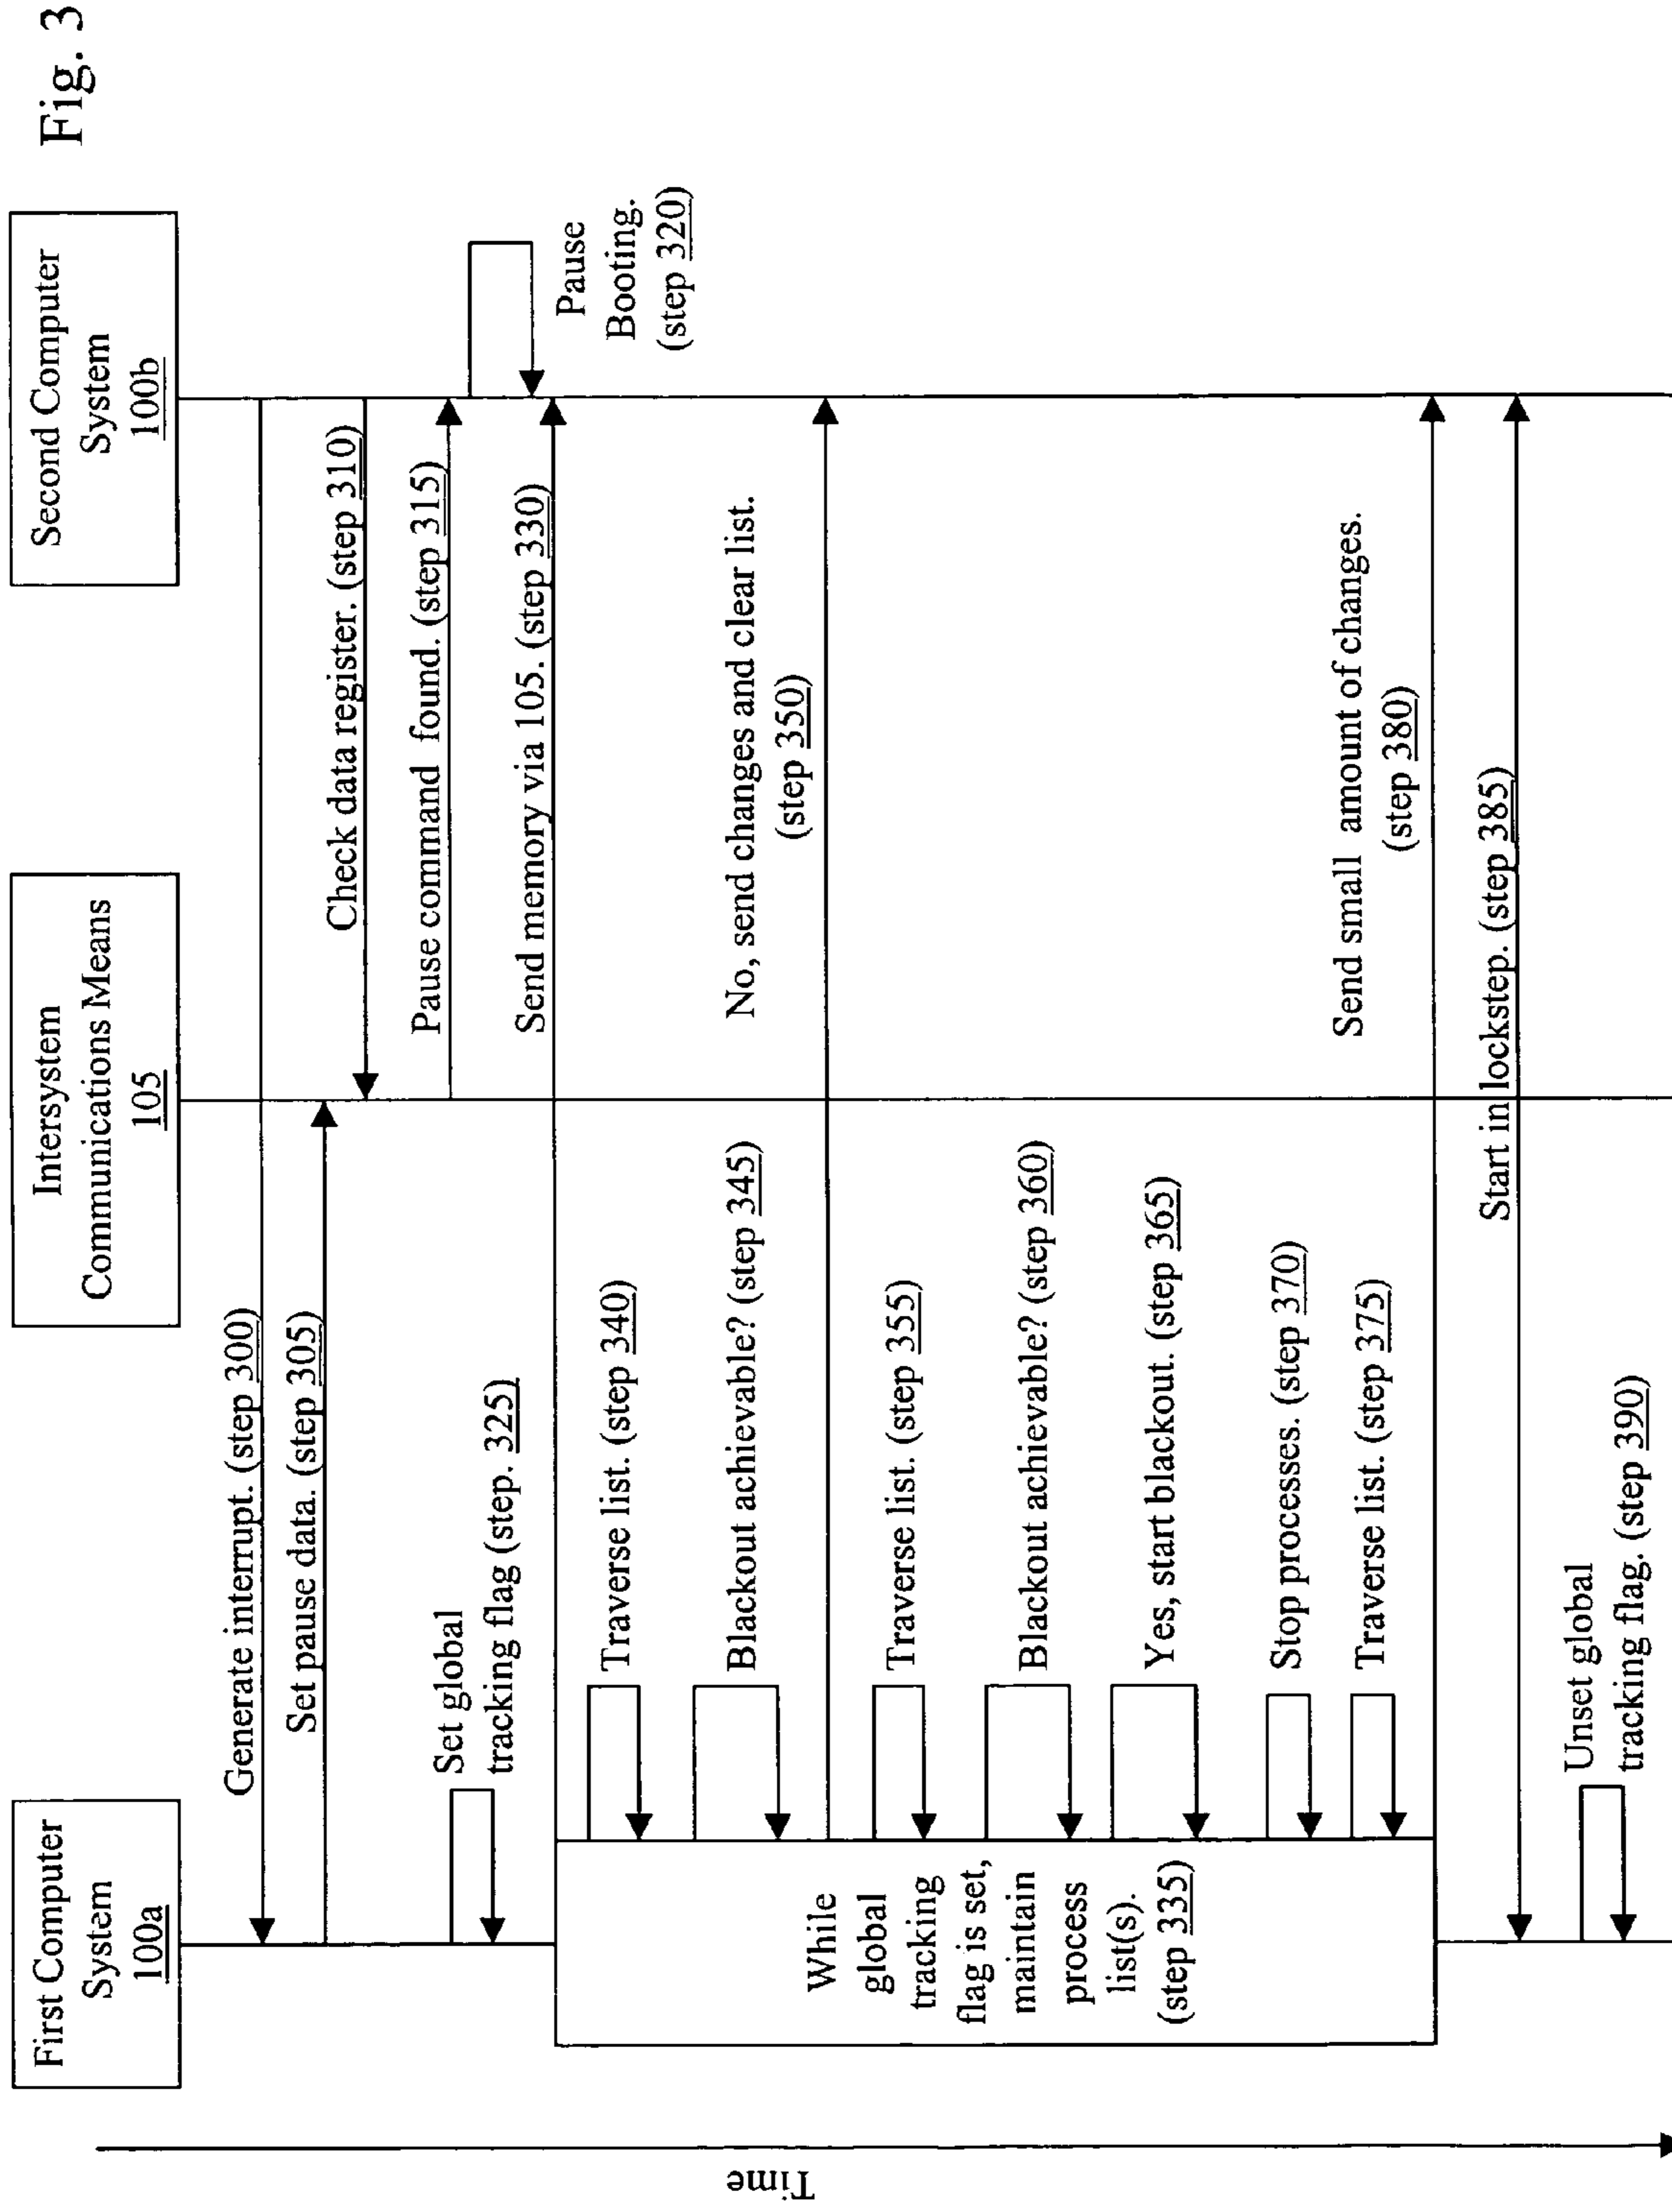 Fig. 3
First Computer
System
100a
Intersystem
Communications Means
105
Second Computer
System
100b
Time
Generate interrupt. (step 300)
Set pause data. (step 305)
Check data register. (step 310)
Pause command found. (step 315)
Pause
Booting.
(step 320)
Set global
tracking flag (step. 325)
Send memory via 105. (step 330)
While
global
tracking
flag is set,
maintain
process
list(s).
(step 335)
Traverse list. (step 340)
Blackout achievable? (step 345)
No, send changes and clear list.
(step 350)
Traverse list. (step 355)
Blackout achievable? (step 360)
Yes, start blackout. (step 365)
Stop processes. (step 370)
Traverse list. (step 375)
Send small amount of changes.
(step 380)
Start in lockstep. (step 385)
Unset global
tracking flag. (step 390)